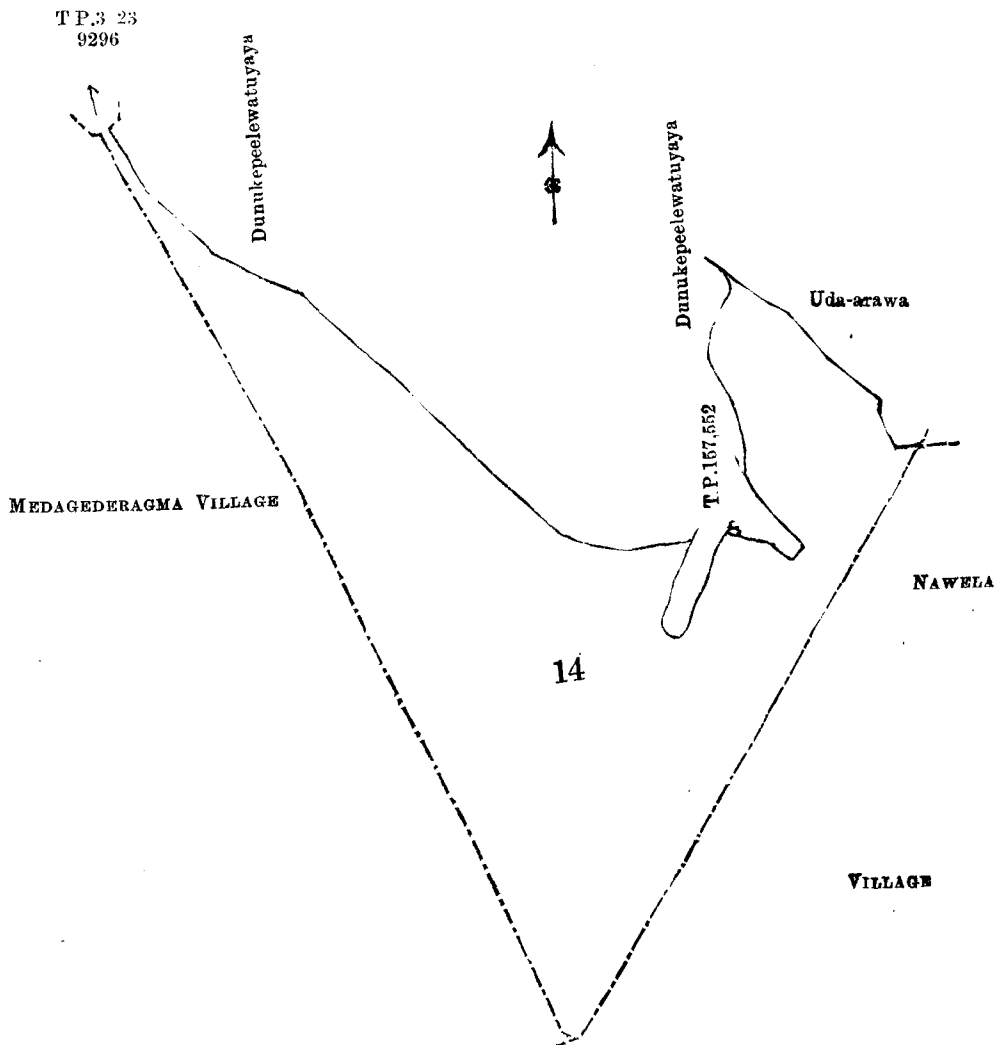 T P.3 23
9296
Dunukepeelewatuyaya
Dunukepeelewatuyaya
Uda-arawa
T.P.157,552
MEDAGEDERAGMA VILLAGE
NAWELA
14
VILLAGE